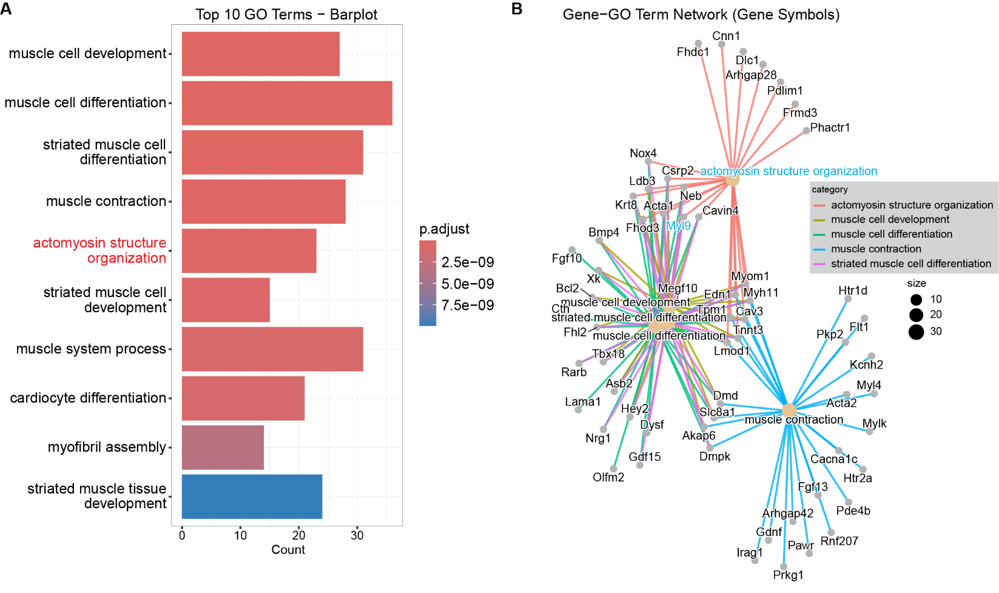 A
Top 10 GO Terms − Barplot
muscle cell development
muscle cell differentiation
striated muscle cell
differentiation
muscle contraction
actomyosin structure
organization
striated muscle cell
development
muscle system process
cardiocyte differentiation
myofibril assembly
striated muscle tissue
development
0
10
20
30
Count
p.adjust
2.5e−09
5.0e−09
7.5e−09
B
Gene−GO Term Network (Gene Symbols)
Cnn1
Fhdc1
Dlc1
Arhgap28
Pdlim1
Frmd3
Phactr1
Nox4
Csrp2
actomyosin structure organization
Ldb3
Neb
Krt8
Acta1
Cavin4
Fhod3
Myl9
Bmp4
Fgf10
Xk
Myom1
Bcl2
Megf10
Edn1
Myh11
muscle cell development
Cth
Tpm1
Cav3
striated muscle cell differentiation
Fhl2
muscle cell differentiation
Tnnt3
Lmod1
Tbx18
Rarb
Asb2
Lama1
Dmd
Hey2
Slc8a1
Dysf
Nrg1
Akap6
Gdf15
Dmpk
Olfm2
category
actomyosin structure organization
muscle cell development
muscle cell differentiation
muscle contraction
striated muscle cell differentiation
size
10
20
30
Htr1d
Flt1
Pkp2
Kcnh2
Myl4
Acta2
muscle contraction
Mylk
Cacna1c
Htr2a
Fgf13
Pde4b
Arhgap42
Gdnf
Rnf207
Pawr
Irag1
Prkg1